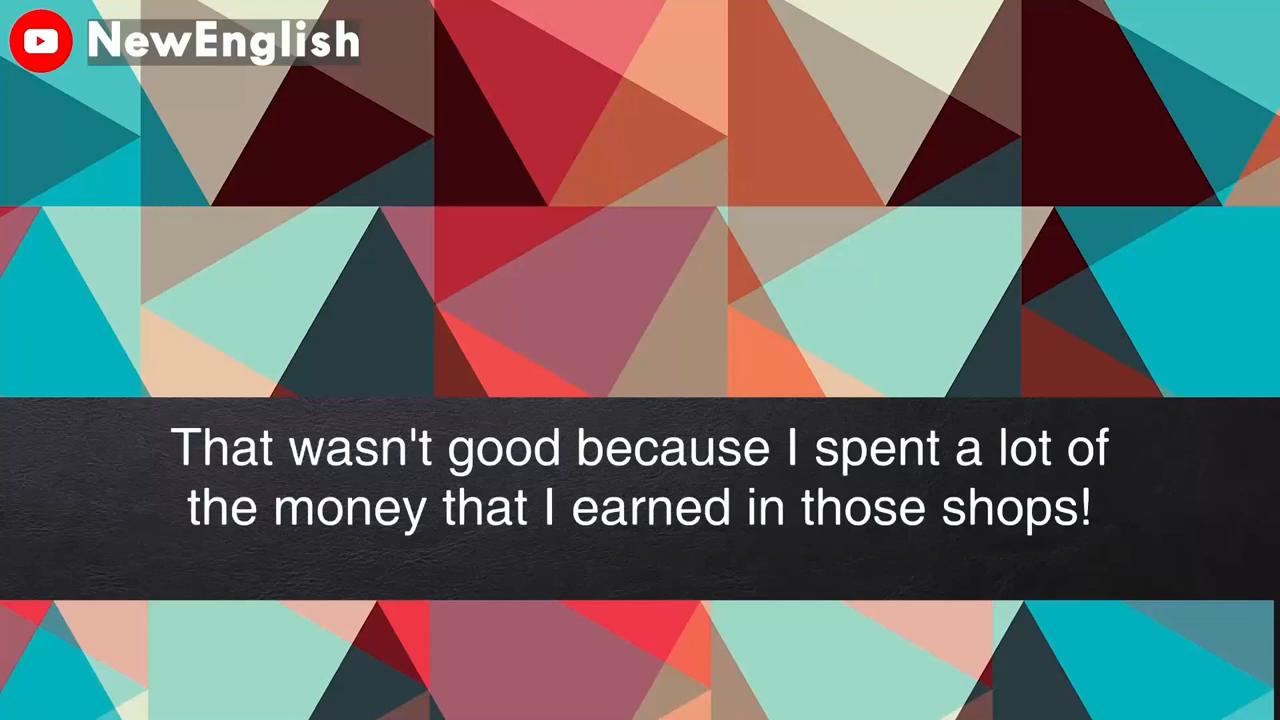 NewEnglish
That wasn't good because I spent a lot of
the money that I earned in those shops!